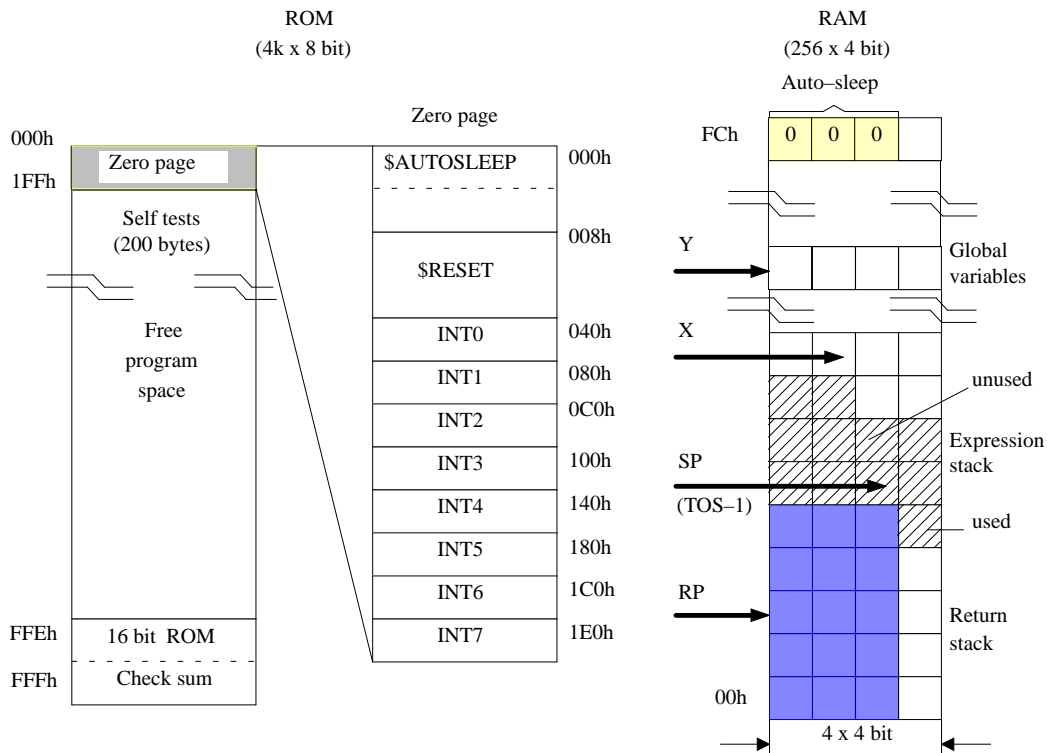 ROM
(4k x 8 bit)
Zero page
000h
Zero page
1FFh
Self tests
(200 bytes)
Free
program
space
FFEh
16 bit ROM
FFFh
Check sum
$AUTOSLEEP
000h
008h
$RESET
INT0
040h
INT1
080h
INT2
0C0h
INT3
100h
INT4
140h
INT5
180h
INT6
1C0h
INT7
1E0h
RAM
(256 x 4 bit)
Auto–sleep
FCh
0 0 0
Y
Global
variables
X
unused
Expression
stack
SP
(TOS–1)
used
RP
Return
stack
00h
4 x 4 bit